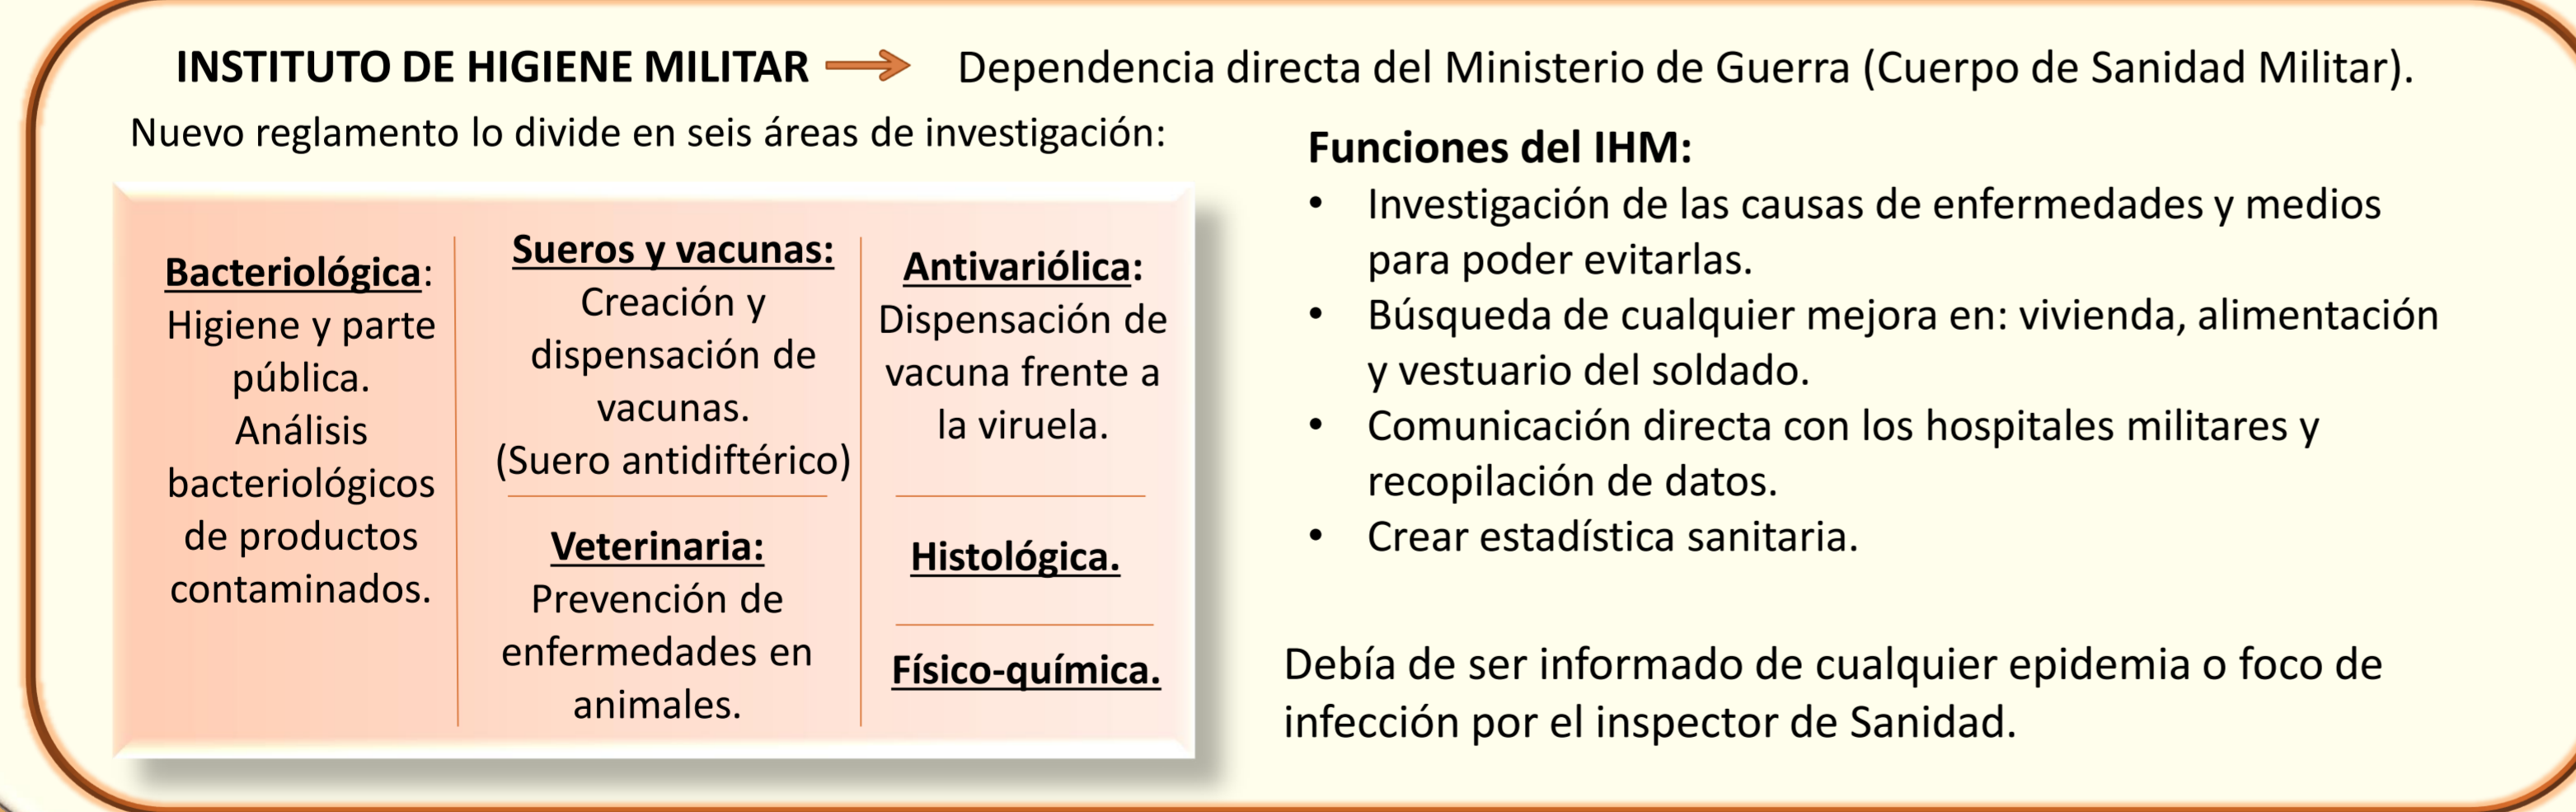 INSTITUTO DE HIGIENE MILITAR
Dependencia directa del Ministerio de Guerra (Cuerpo de Sanidad Militar).
Nuevo reglamento lo divide en seis áreas de investigación:
Bacteriológica:
Higiene y parte
pública.
Análisis
bacteriológicos
de productos
contaminados.
Sueros y vacunas:
Creación y
dispensación de
vacunas.
(Suero antidiftérico)
Veterinaria:
Prevención de
enfermedades en
animales.
Antivariólica:
Dispensación de
vacuna frente a
la viruela.
Histológica.
Físico-química.
Funciones del IHM:
• Investigación de las causas de enfermedades y medios
para poder evitarlas.
• Búsqueda de cualquier mejora en: vivienda, alimentación
y vestuario del soldado.
• Comunicación directa con los hospitales militares y
recopilación de datos.
• Crear estadística sanitaria.
Debía de ser informado de cualquier epidemia o foco de
infección por el inspector de Sanidad.